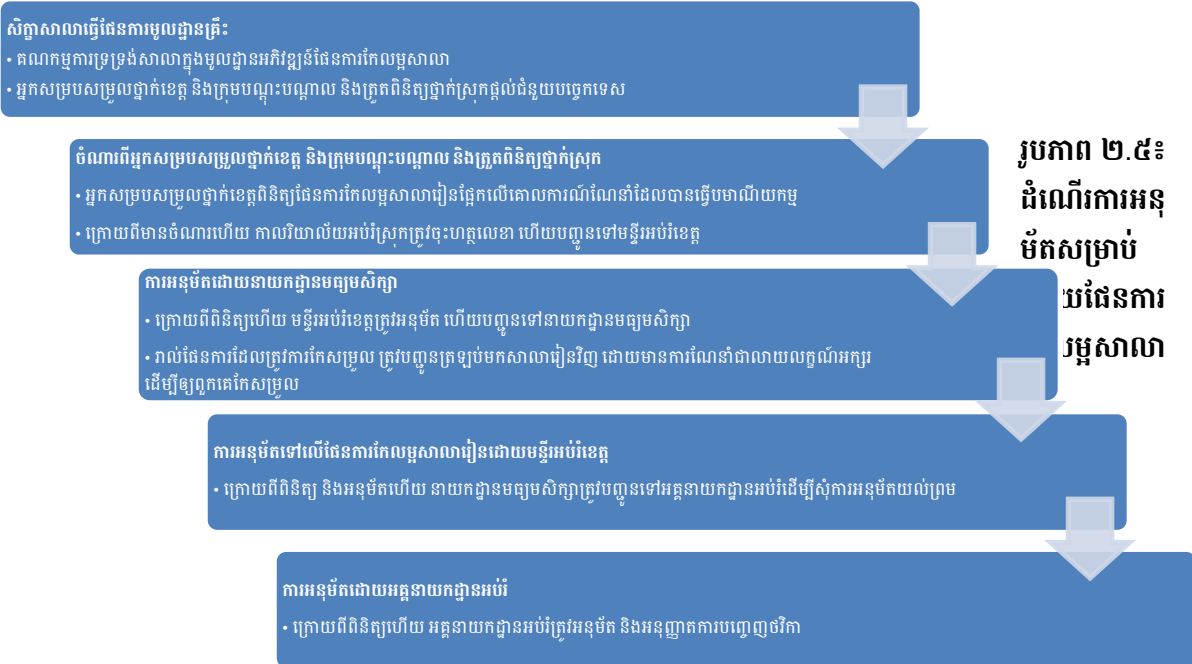 សិក្ខាសាលាធ្វើផែនការមូលដ្ឋានគ្រឹះ
• គណកម្មការទ្រទ្រង់សាលាក្នុងមូលដ្ឋានអភិវឌ្ឍន៍ផែនការកែលម្អសាលា
• អ្នកសម្របសម្រួលថ្នាក់ខេត្ត និងក្រុមបណ្តុះបណ្តាល និងត្រួតពិនិត្យថ្នាក់ស្រុកផ្តល់ជំនួយបច្ចេកទេស
ចំណារពីអ្នកសម្របសម្រួលថ្នាក់ខេត្ត និងក្រុមបណ្តុះបណ្តាល និងត្រួតពិនិត្យថ្នាក់ស្រុក
• អ្នកសម្របសម្រួលថ្នាក់ខេត្តពិនិត្យផែនការកែលម្អសាលារៀនផ្អែកលើគោលការណ៍ណែនាំដែលបានធ្វើបមាណីយកម្ម
• ក្រោយពីមានចំណារហើយ កាលរិយាល័យអប់រំស្រុកត្រូវចុះហត្ថលេខា ហើយបញ្ជូនទៅមន្ទីរអប់រំខេត្ត
ការអនុម័តដោយនាយកដ្ឋានមធ្យមសិក្សា
• ក្រោយពីពិនិត្យហើយ មន្ទីរអប់រំខេត្តត្រូវអនុម័ត ហើយបញ្ជូនទៅនាយកដ្ឋានមធ្យមសិក្សា
• រាល់ផែនការដែលត្រូវការកែសម្រួល ត្រូវបញ្ជូនត្រឡប់មកសាលារៀនវិញ ដោយមានការណែនាំជាលាយលក្ខណ៍អក្សរ
ដើម្បីឲ្យពួកគេកែសម្រួល
ការអនុម័តទៅលើផែនការកែលម្អសាលារៀនដោយមន្ទីរអប់រំខេត្ត
• ក្រោយពីពិនិត្យ និងអនុម័តហើយ នាយកដ្ឋានមធ្យមសិក្សាត្រូវបញ្ជូនទៅអគ្គនាយកដ្ឋានអប់រំដើម្បីសុំការអនុម័តយល់ព្រម
ការអនុម័តដោយអគ្គនាយកដ្ឋានអប់រំ
• ក្រោយពីពិនិត្យហើយ អគ្គនាយកដ្ឋានអប់រំត្រូវអនុម័ត និងអនុញ្ញាតការបញ្ចេញថវិកា
រូបភាព ២.៥៖
ដំណើរការអនុ
ម័តសម្រាប់
ផែនការ
សាលា